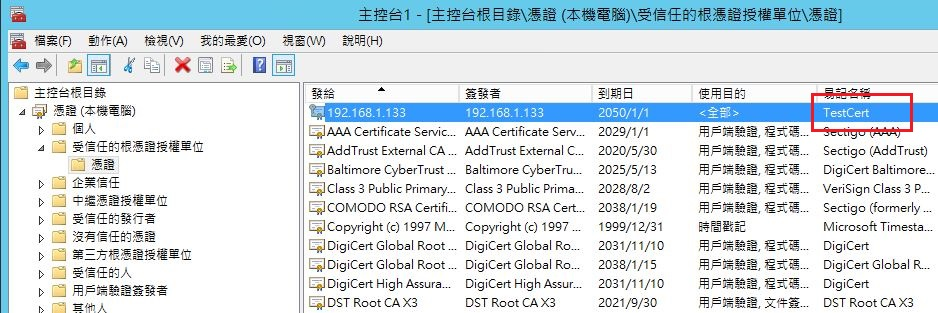 主控台1 - [主控台根目錄\憑證 (本機電腦)\受信任的根憑證授權單位\憑證]
檔案(F) 動作(A) 檢視(V) 我的最愛(O) 視窗(W) 說明(H)
主控台根目錄
憑證 (本機電腦)
個人
受信任的根憑證授權單位
憑證
企業信任
中繼憑證授權單位
受信任的發行者
沒有信任的憑證
第三方根憑證授權單位
受信任的人
用戶端驗證簽發者
其他人
發給 簽發者 到期日 使用目的 易記名稱
192.168.1.133 192.168.1.133 2050/1/1 <全部> TestCert
AAA Certificate Servic... AAA Certificate Servic... 2029/1/1 用戶端驗證, 程式碼... Sectigo (AAA)
AddTrust External CA ... AddTrust External CA ... 2020/5/30 用戶端驗證, 程式碼... Sectigo (AddTrust)
Baltimore CyberTrust ... Baltimore CyberTrust ... 2025/5/13 用戶端驗證, 程式碼... DigiCert Baltimore...
Class 3 Public Primary... Class 3 Public Primary... 2028/8/2 用戶端驗證, 程式碼... VeriSign Class 3 P...
COMODO RSA Certifi... COMODO RSA Certifi... 2038/1/19 用戶端驗證, 程式碼... Sectigo (formerly ...
Copyright (c) 1997 M... Copyright (c) 1997 M... 1999/12/31 時間戳記 Microsoft Timesta...
DigiCert Global Root ... DigiCert Global Root ... 2031/11/10 用戶端驗證, 程式碼... DigiCert
DigiCert Global Root ... DigiCert Global Root ... 2038/1/15 用戶端驗證, 程式碼... DigiCert Global R...
DigiCert High Assura... DigiCert High Assura... 2031/11/10 用戶端驗證, 程式碼... DigiCert
DST Root CA X3 DST Root CA X3 2021/9/30 用戶端驗證, 文件簽... DST Root CA X3